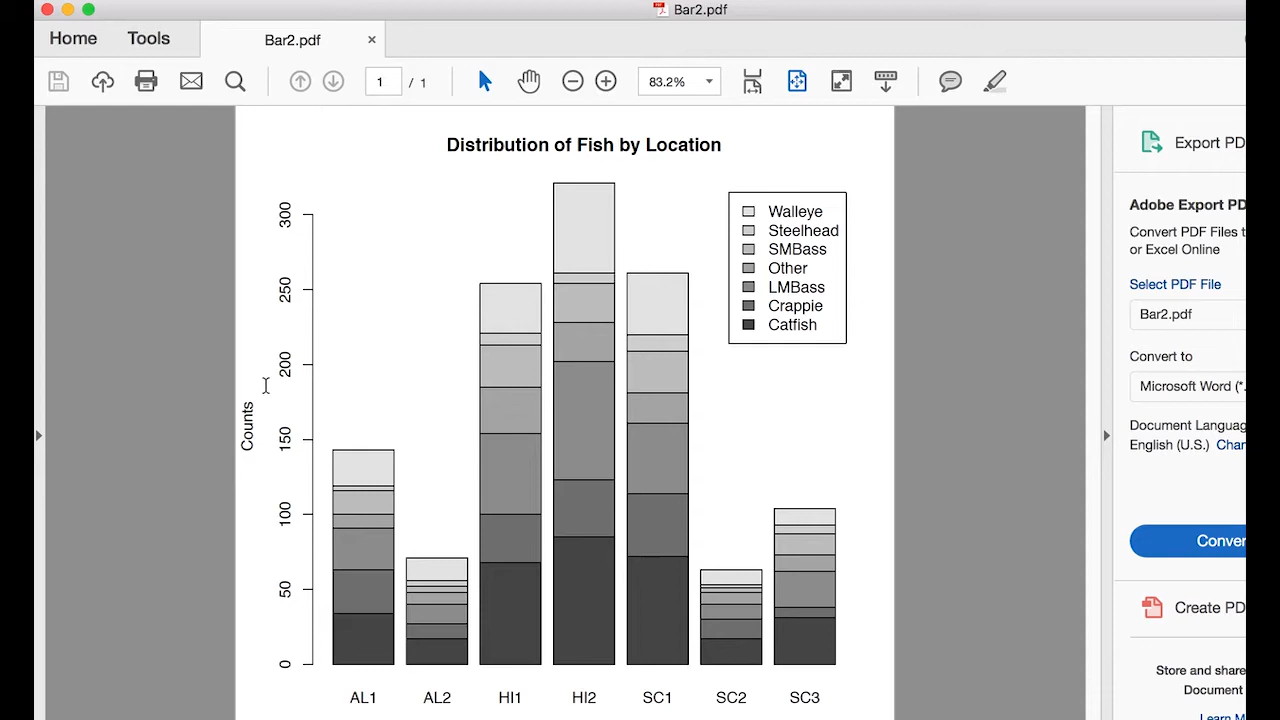 Bar2.pdf
Home Tools Bar2.pdf ×
1 / 1 83.2%
Distribution of Fish by Location
Walleye
Steelhead
SMBass
Other
LMBass
Crappie
Catfish
Counts
300
250
200
150
100
50
0
AL1 AL2 HI1 HI2 SC1 SC2 SC3
Export PD
Adobe Export PD
Convert PDF Files t
or Excel Online
Select PDF File
Bar2.pdf
Convert to
Microsoft Word (*.
Document Languag
English (U.S.) Chan
Conver
Create PD
Store and share
Document
Learn M